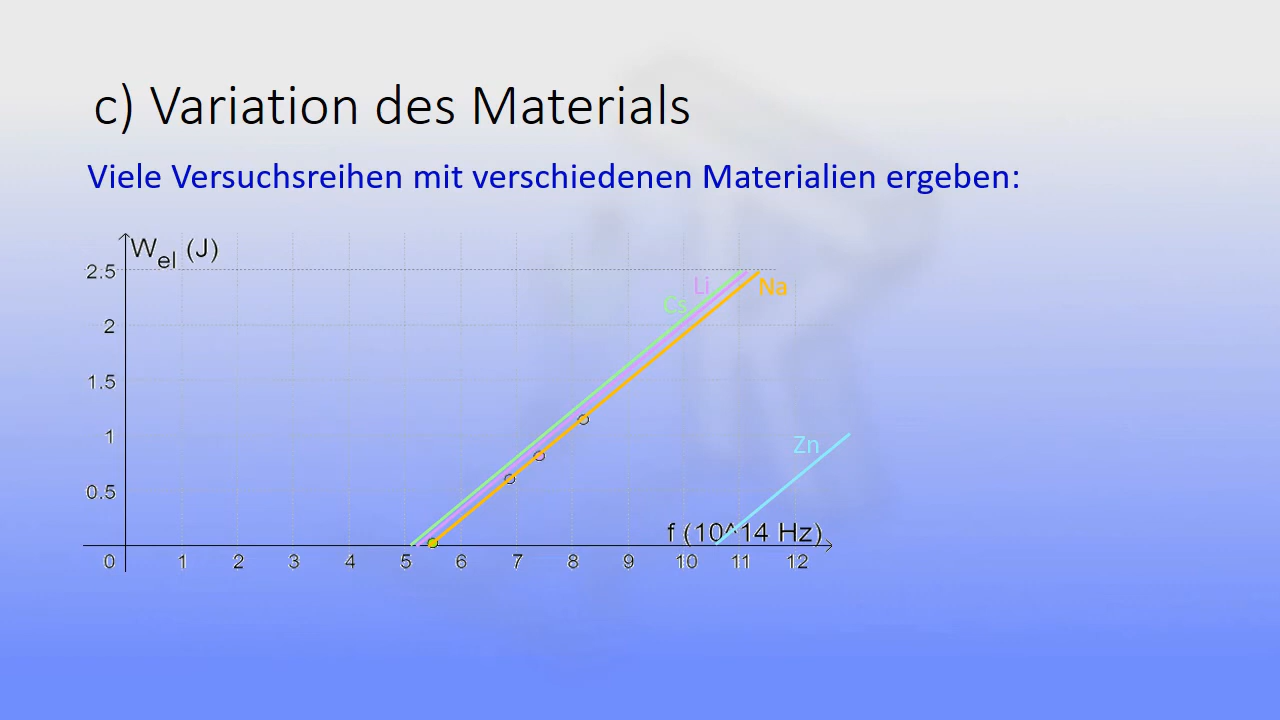 c) Variation des Materials
Viele Versuchsreihen mit verschiedenen Materialien ergeben:
Wel (J)
2.5
Li
Na
Cs
2
1.5
1
Zn
0.5
f (10^14 Hz)
0 1 2 3 4 5 6 7 8 9 10 11 12